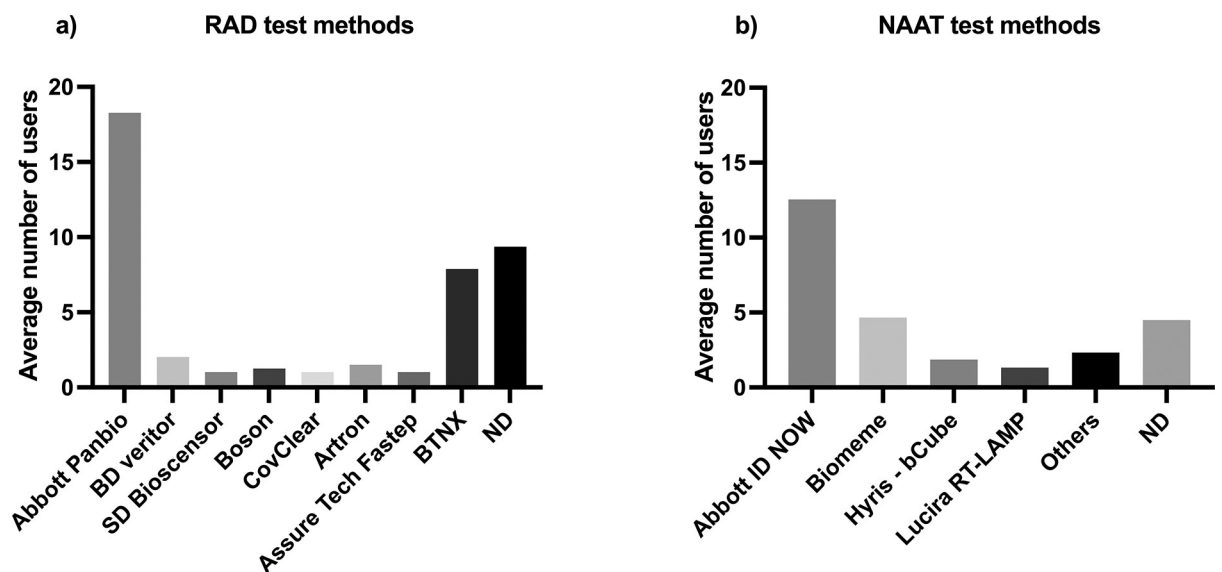 a)
RAD test methods
Average number of users
20
15
10
5
0
Abbott Panbio
BD veritor
SD Bioscensor
Boson
CovClear
Artron
Assure Tech Fastep
BTNX
ND
b)
NAAT test methods
Average number of users
20
15
10
5
0
Abbott ID NOW
Biomeme
Hyris - bCube
Lucira RT-LAMP
Others
ND